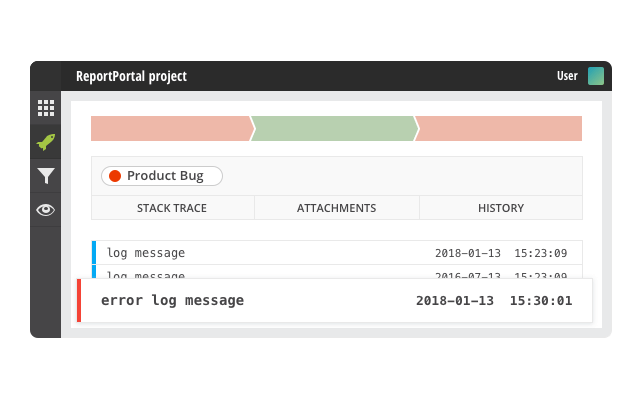 ReportPortal project User
Product Bug
STACK TRACE ATTACHMENTS HISTORY
log message 2018-01-13 15:23:09
log message 2016-07-13 15:23:09
error log message 2018-01-13 15:30:01